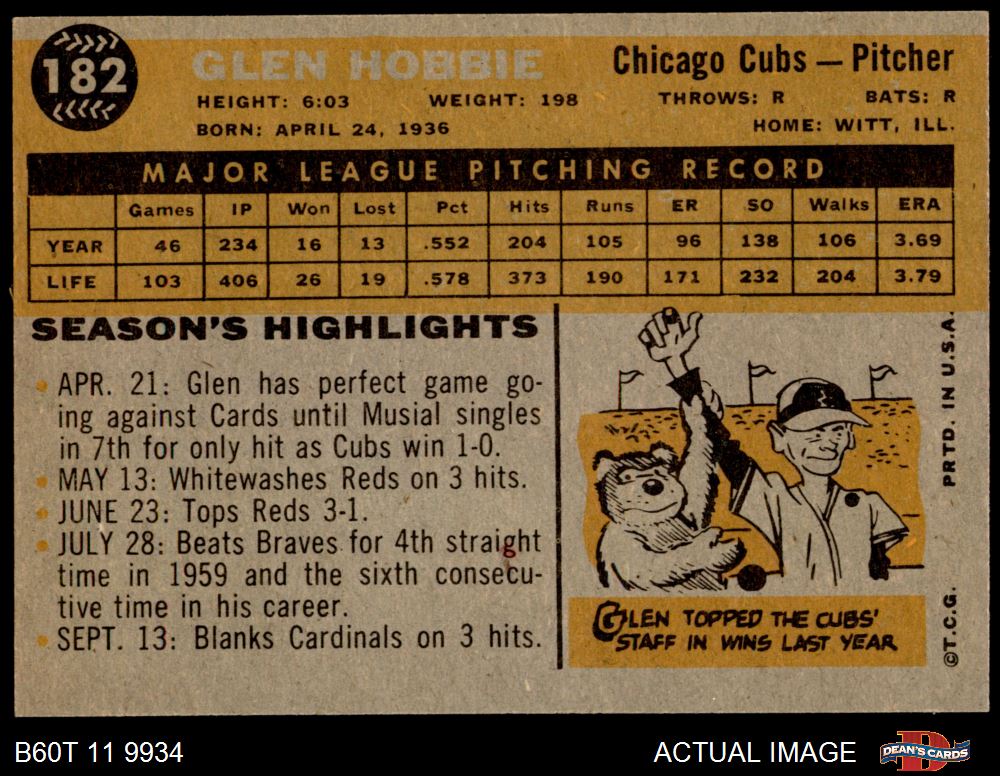 182
GLEN HOBBIE
Chicago Cubs — Pitcher
HEIGHT: 6:03 WEIGHT: 198 THROWS: R BATS: R
BORN: APRIL 24, 1936 HOME: WITT, ILL.
MAJOR LEAGUE PITCHING RECORD
Games IP Won Lost Pct Hits Runs ER SO Walks ERA
YEAR 46 234 16 13 .552 204 105 96 138 106 3.69
LIFE 103 406 26 19 .578 373 190 171 232 204 3.79
SEASON'S HIGHLIGHTS
• APR. 21: Glen has perfect game go-
ing against Cards until Musial singles
in 7th for only hit as Cubs win 1-0.
• MAY 13: Whitewashes Reds on 3 hits.
• JUNE 23: Tops Reds 3-1.
• JULY 28: Beats Braves for 4th straight
time in 1959 and the sixth consecu-
tive time in his career.
• SEPT. 13: Blanks Cardinals on 3 hits.
GLEN TOPPED THE CUBS'
STAFF IN WINS LAST YEAR
©T.C.G. PRTD. IN U.S.A.
B60T 11 9934
ACTUAL IMAGE
DEAN'S CARDS